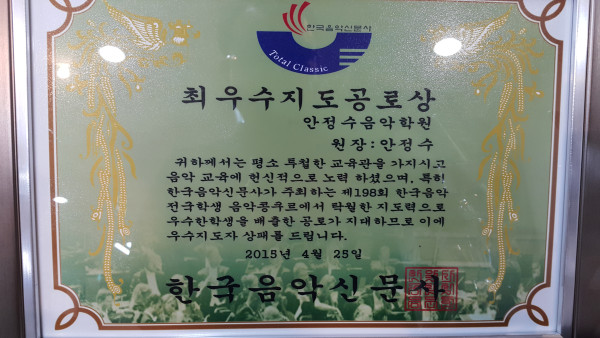 한국음악신문사
Total Classic
최우수지도공로상
안정수음악학원
원장:안정수
귀하께서는 평소 투철한 교육관을 가지시고
음악 교육에 헌신적으로 노력 하셨으며, 특히
한국음악신문사가 주최하는 제198회 한국음악
전국학생 음악콩쿠르에서 탁월한 지도력으로
우수한학생을 배출한 공로가 지대하므로 이에
우수지도자 상패를 드립니다.
2015년 4월 25일
한국음악신문사